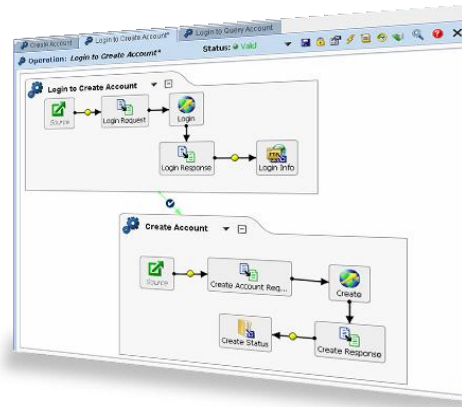 Create Account
Login to Create Account*
Login to Query Account
Operation: Login to Create Account*
Status: Valid
Login to Create Account
Source
Login Request
Login
Login Response
Login Info
Create Account
Source
Create Account Req...
Create
Create Status
Create Response